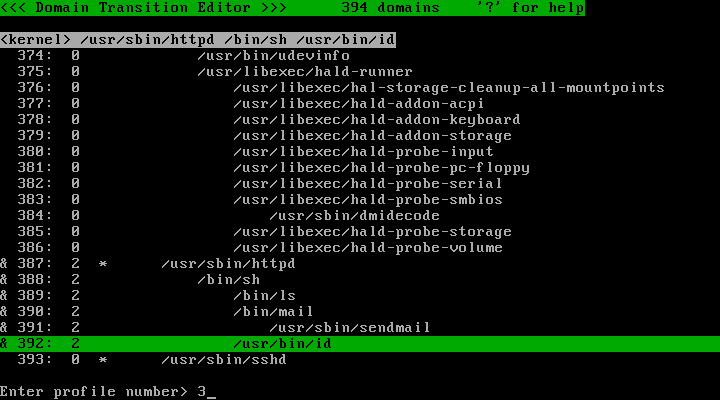 <<< Domain Transition Editor >>>      394 domains    '?' for help
<kernel> /usr/sbin/httpd /bin/sh /usr/bin/id
  374:  0             /usr/bin/udevinfo
  375:  0             /usr/libexec/hald-runner
  376:  0                 /usr/libexec/hal-storage-cleanup-all-mountpoints
  377:  0                 /usr/libexec/hald-addon-acpi
  378:  0                 /usr/libexec/hald-addon-keyboard
  379:  0                 /usr/libexec/hald-addon-storage
  380:  0                 /usr/libexec/hald-probe-input
  381:  0                 /usr/libexec/hald-probe-pc-floppy
  382:  0                 /usr/libexec/hald-probe-serial
  383:  0                 /usr/libexec/hald-probe-smbios
  384:  0                     /usr/sbin/dmidecode
  385:  0                 /usr/libexec/hald-probe-storage
  386:  0                 /usr/libexec/hald-probe-volume
& 387:  2  *      /usr/sbin/httpd
& 388:  2             /bin/sh
& 389:  2                 /bin/ls
& 390:  2                 /bin/mail
& 391:  2                     /usr/sbin/sendmail
& 392:  2                 /usr/bin/id
  393:  0  *      /usr/sbin/sshd
Enter profile number> 3_